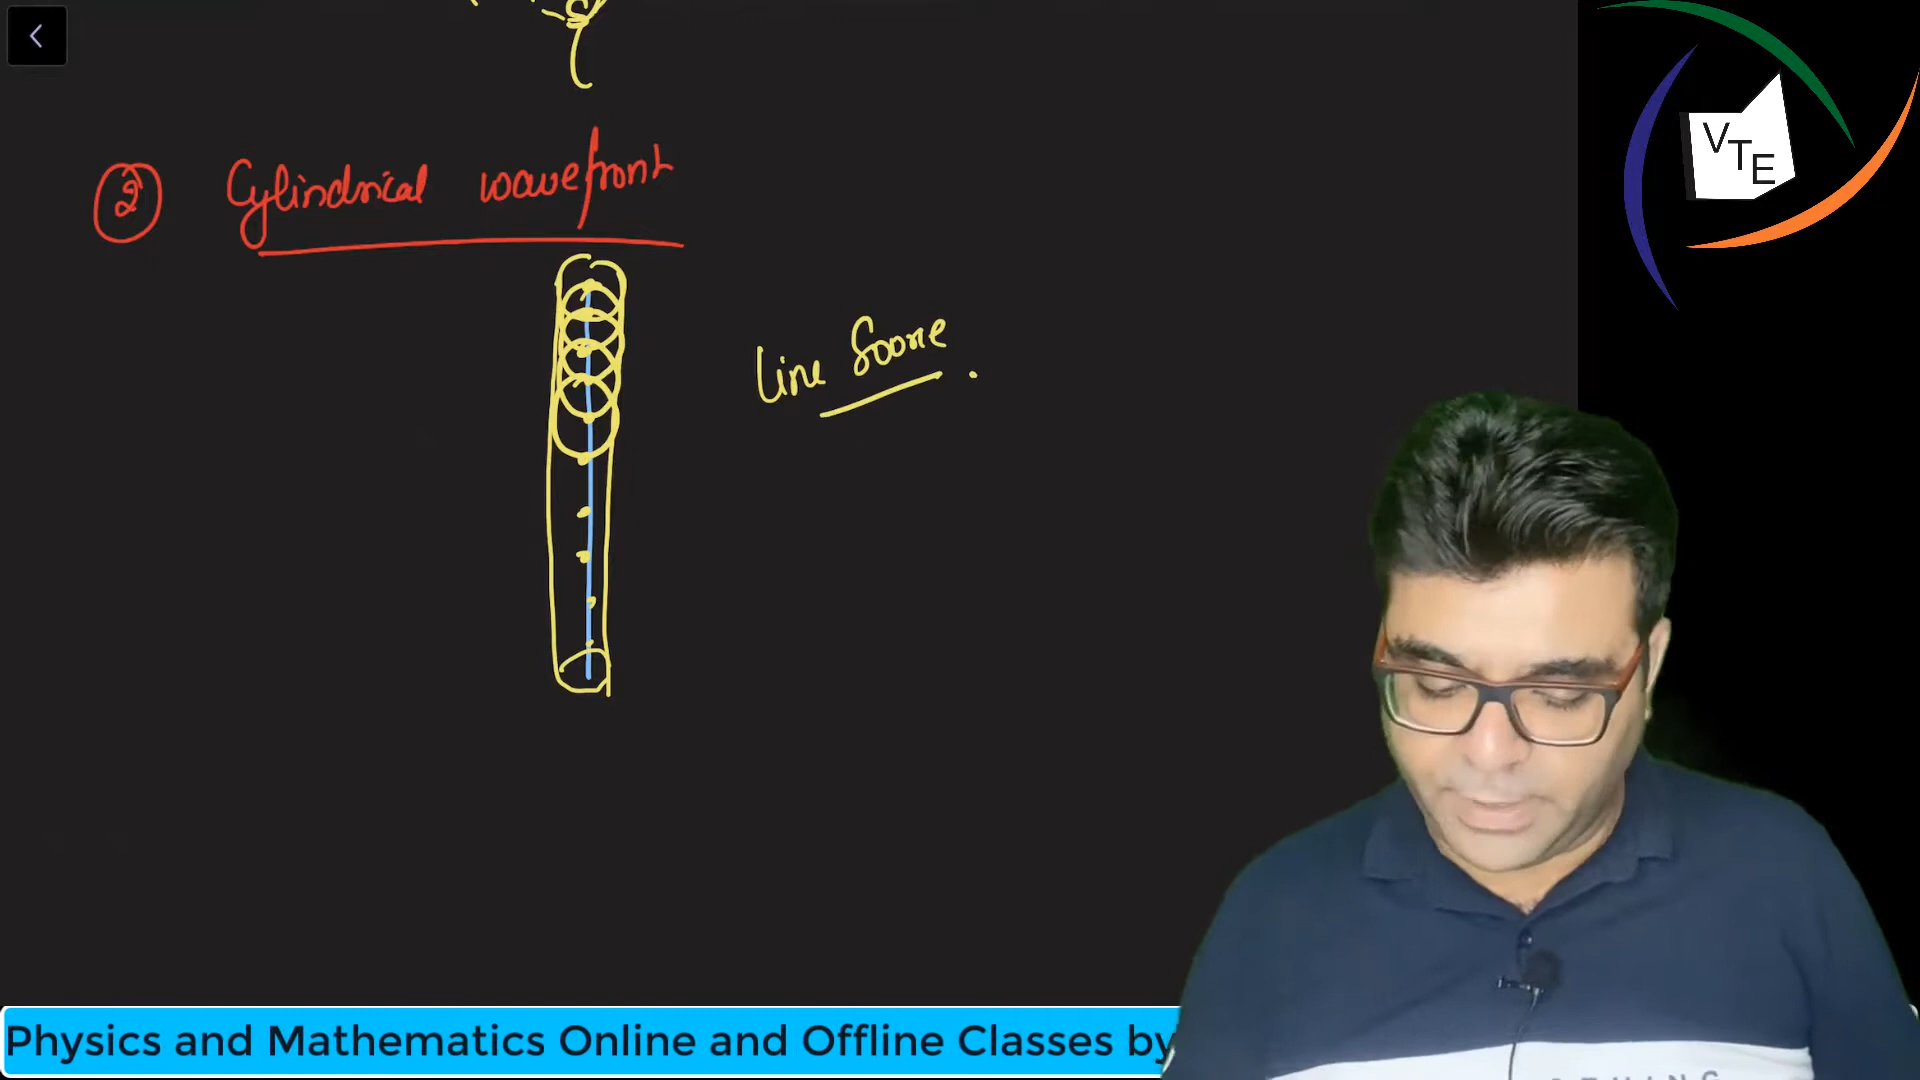 ② Cylindrical wavefront
Line Source.
VTE
Physics and Mathematics Online and Offline Classes by